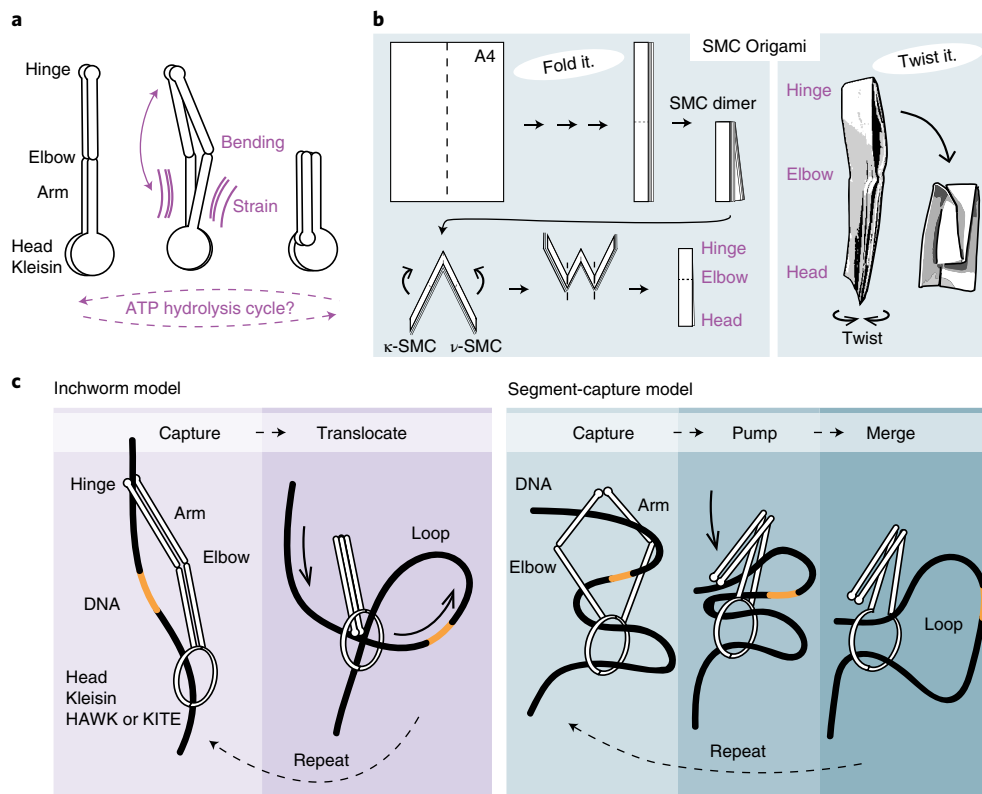 a
Hinge
Elbow
Arm
Head
Kleisin
Bending
Strain
ATP hydrolysis cycle?
b
SMC Origami
A4
Fold it.
SMC dimer
κ-SMC
ν-SMC
Hinge
Elbow
Head
Twist it.
Hinge
Elbow
Head
Twist
c
Inchworm model
Capture
Translocate
Hinge
Arm
Elbow
DNA
Head
Kleisin
HAWK or KITE
Loop
Repeat
Segment-capture model
Capture
Pump
Merge
DNA
Arm
Elbow
Loop
Repeat